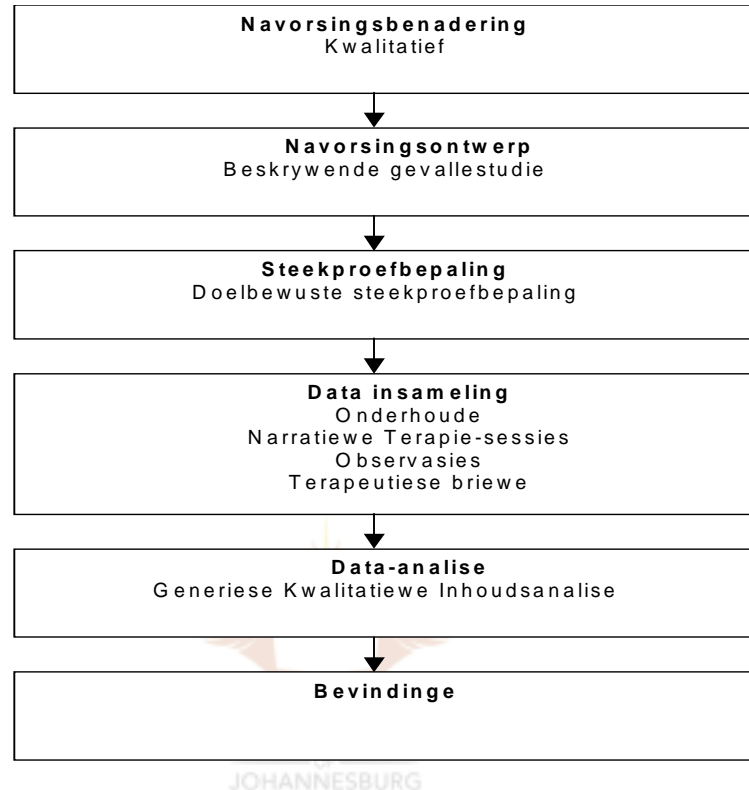 Navorsingsbenadering
Kwalitatief
Navorsingsontwerp
Beskrywende gevallestudie
Steekproefbepaling
Doelbewuste steekproefbepaling
Data insameling
Onderhoude
Narratiewe Terapie-sessies
Observasies
Terapeutiese briewe
Data-analise
Generiese Kwalitatiewe Inhoudsanalise
Bevindinge
OF
JOHANNESBURG